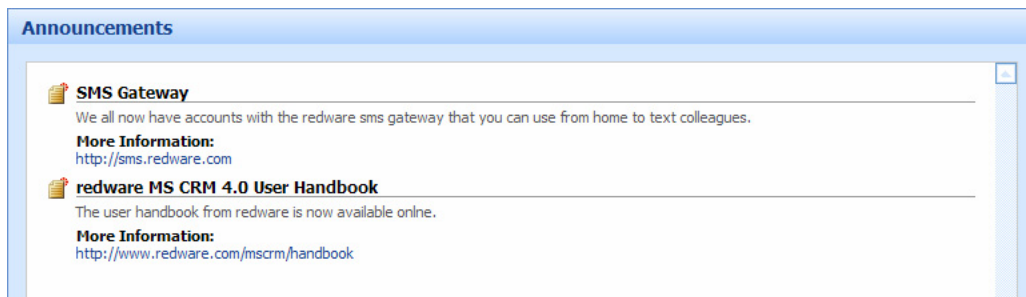 Announcements
SMS Gateway
We all now have accounts with the redware sms gateway that you can use from home to text colleagues.
More Information:
http://sms.redware.com
redware MS CRM 4.0 User Handbook
The user handbook from redware is now available onlne.
More Information:
http://www.redware.com/mscrm/handbook